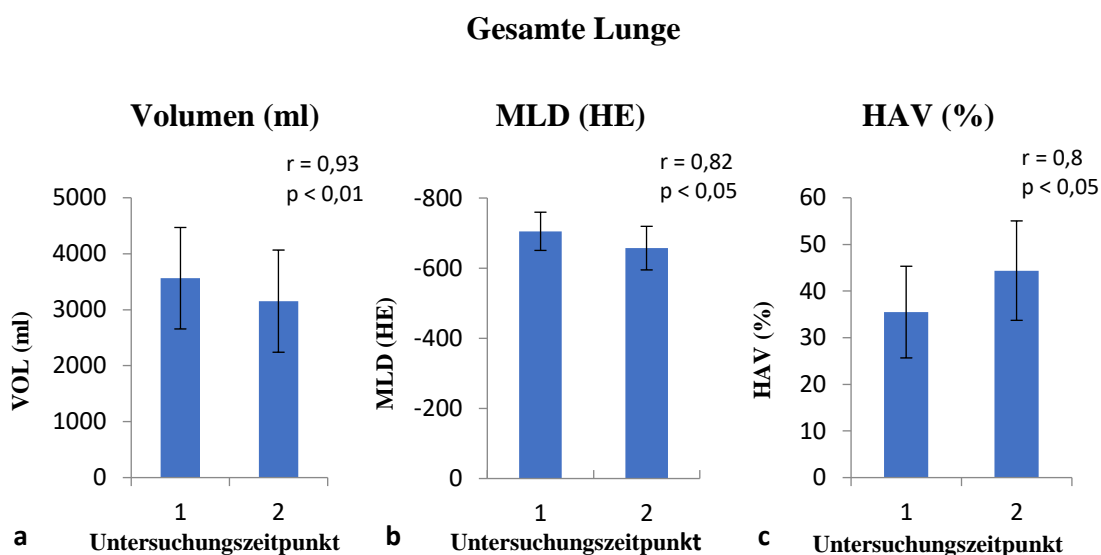 Gesamte Lunge
Volumen (ml)
r = 0,93
p < 0,01
5000
4000
3000
2000
1000
0
VOL (ml)
1 2
a Untersuchungszeitpunkt
MLD (HE)
r = 0,82
p < 0,05
-800
-600
-400
-200
0
MLD (HE)
1 2
b Untersuchungszeitpunkt
HAV (%)
r = 0,8
p < 0,05
60
50
40
30
20
10
0
HAV (%)
1 2
c Untersuchungszeitpunkt